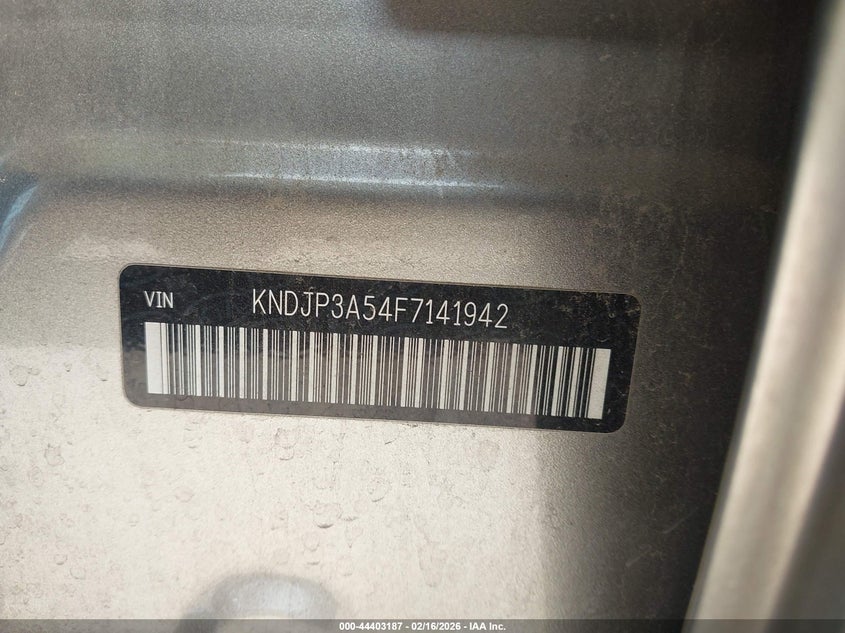 VIN KNDJP3A54F7141942
000-44403187 - 02/16/2026 - IAA Inc.